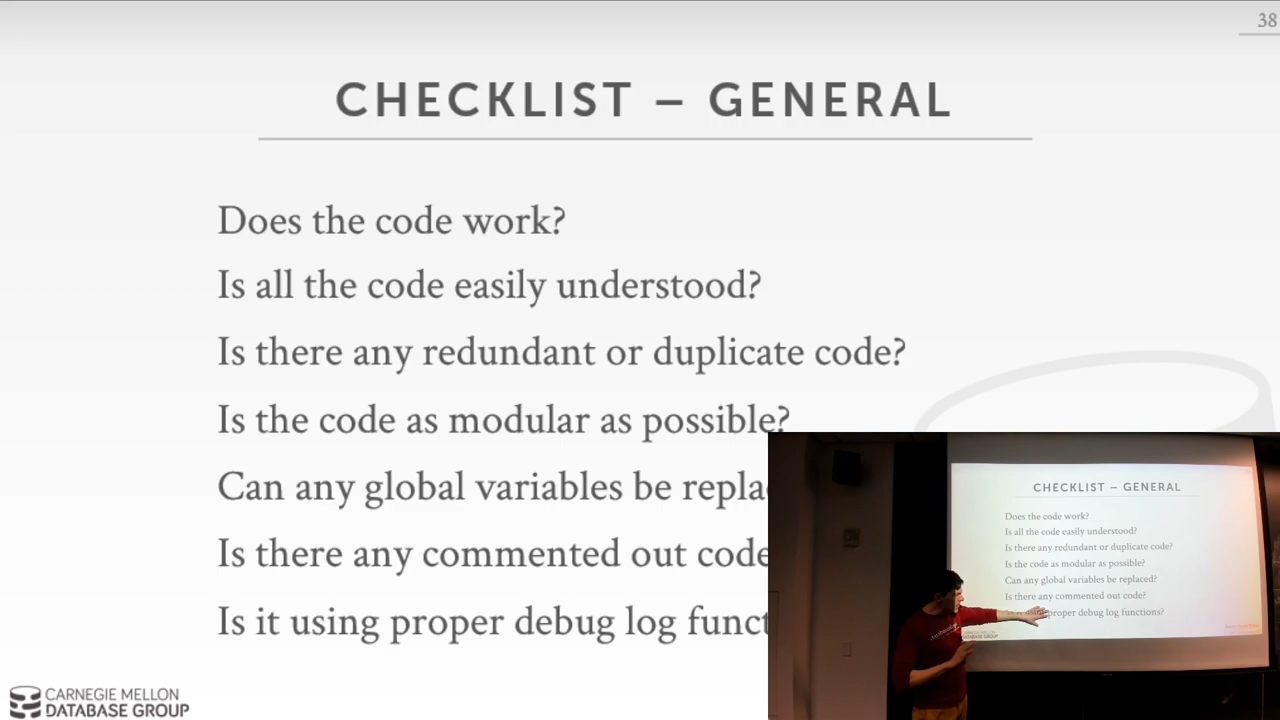 38
CHECKLIST – GENERAL
Does the code work?
Is all the code easily understood?
Is there any redundant or duplicate code?
Is the code as modular as possible?
Can any global variables be repla
Is there any commented out code
Is it using proper debug log funct
CARNEGIE MELLON
DATABASE GROUP
CHECKLIST – GENERAL
Does the code work?
Is all the code easily understood?
Is there any redundant or duplicate code?
Is the code as modular as possible?
Can any global variables be replaced?
Is there any commented out code?
proper debug log functions?
CARNEGIE MELLON
DATABASE GROUP